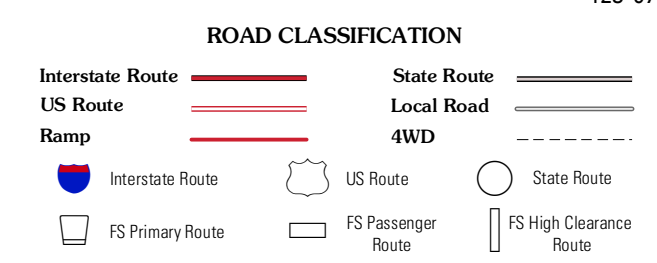 ROAD CLASSIFICATION
Interstate Route
State Route
US Route
Local Road
Ramp
4WD
Interstate Route
US Route
State Route
FS Primary Route
FS Passenger
Route
FS High Clearance
Route